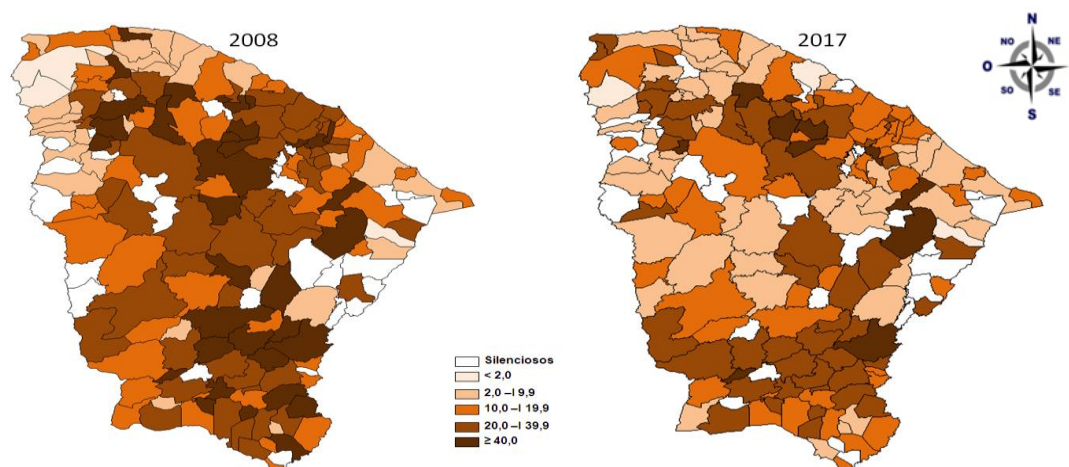 2008
2017
N
NO
NE
O
E
SO
SE
S
Silenciosos
< 2,0
2,0 –I 9,9
10,0 –I 19,9
20,0 –I 39,9
≥ 40,0